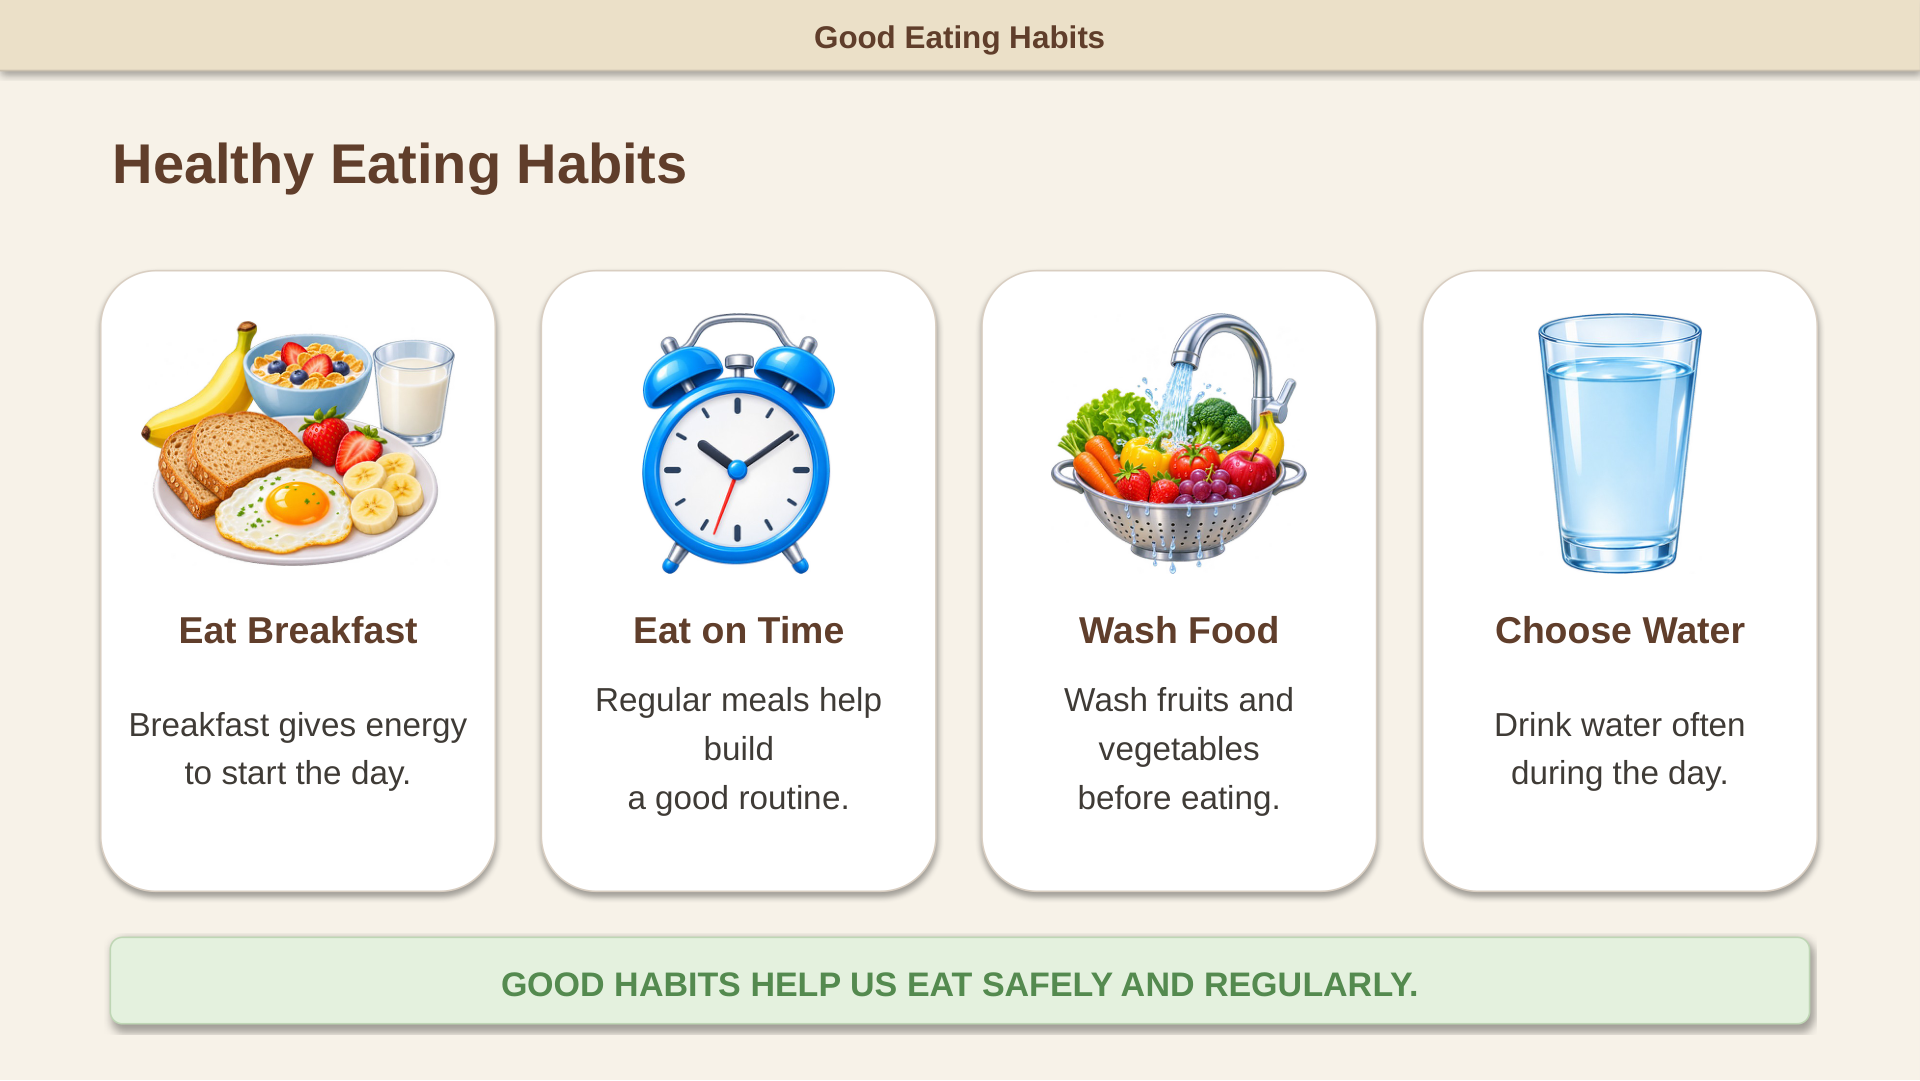 Good Eating Habits
Healthy Eating Habits
Eat Breakfast
Breakfast gives energy
to start the day.
Eat on Time
Regular meals help
build
a good routine.
Wash Food
Wash fruits and
vegetables
before eating.
Choose Water
Drink water often
during the day.
GOOD HABITS HELP US EAT SAFELY AND REGULARLY.